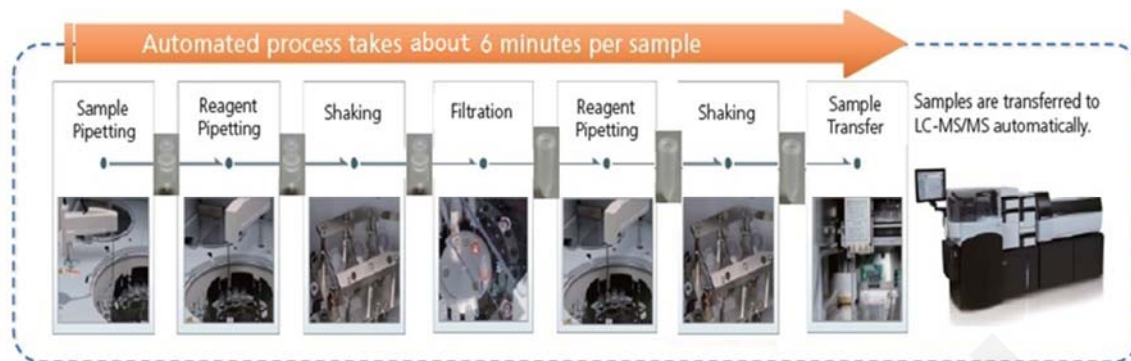 Automated process takes about 6 minutes per sample
Sample
Pipetting
Reagent
Pipetting
Shaking
Filtration
Reagent
Pipetting
Shaking
Sample
Transfer
Samples are transferred to
LC-MS/MS automatically.